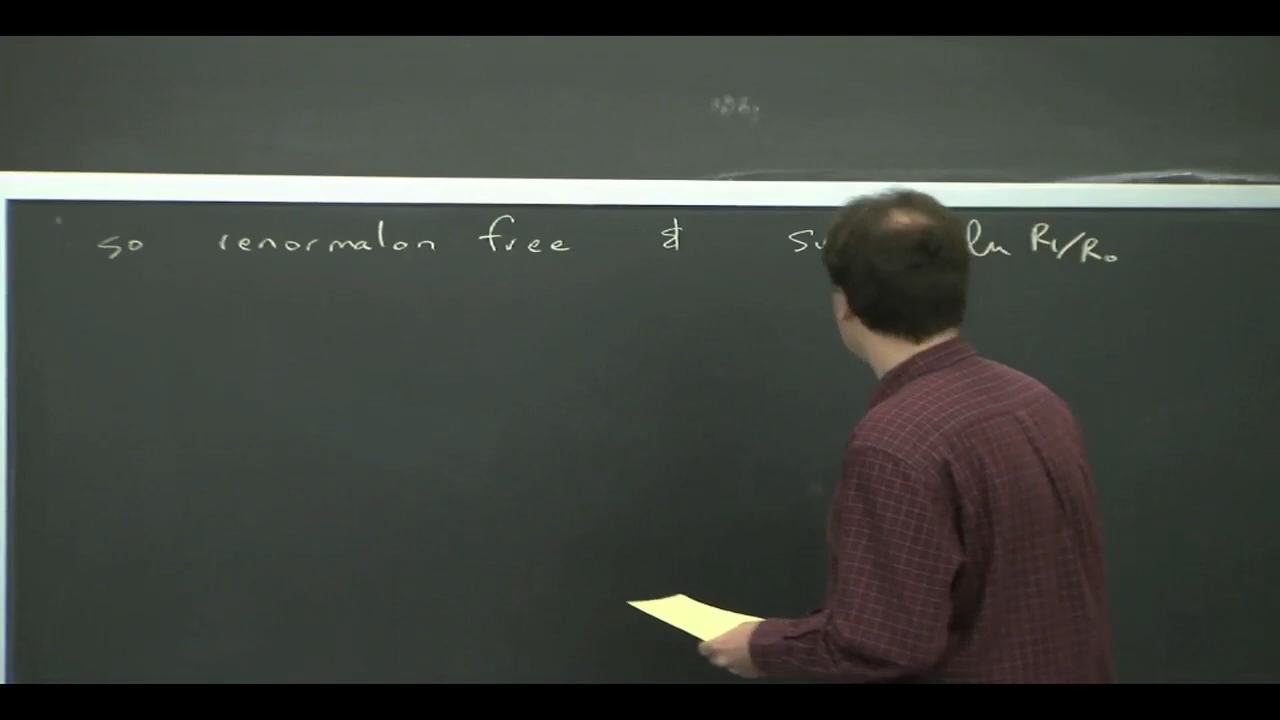 so renormalon free & ln R₁/R₀